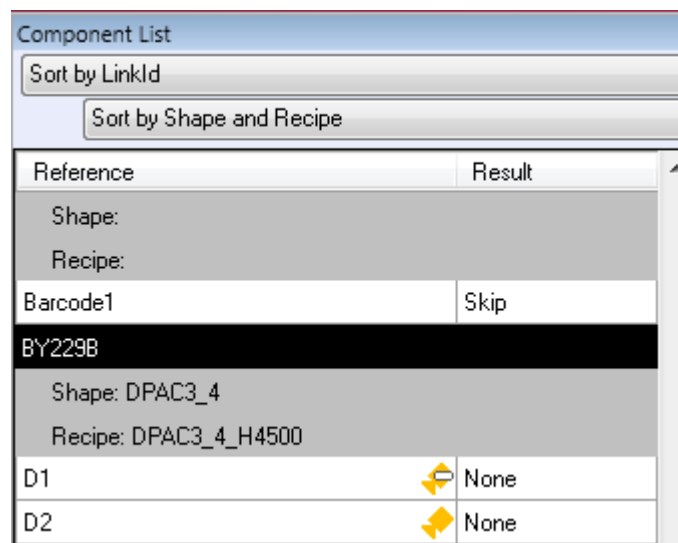 Component List
Sort by LinkId
Sort by Shape and Recipe
Reference Result
Shape:
Recipe:
Barcode1 Skip
BY229B
Shape: DPAC3_4
Recipe: DPAC3_4_H4500
D1 None
D2 None